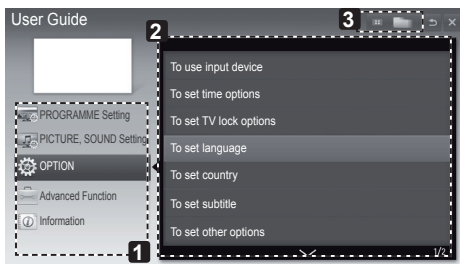 User Guide
2
3
To use input device
To set time options
PROGRAMME Setting
To set TV lock options
PICTURE, SOUND Setting
To set language
OPTION
To set country
Advanced Function
To set subtitle
Information
To set other options
1
1/2